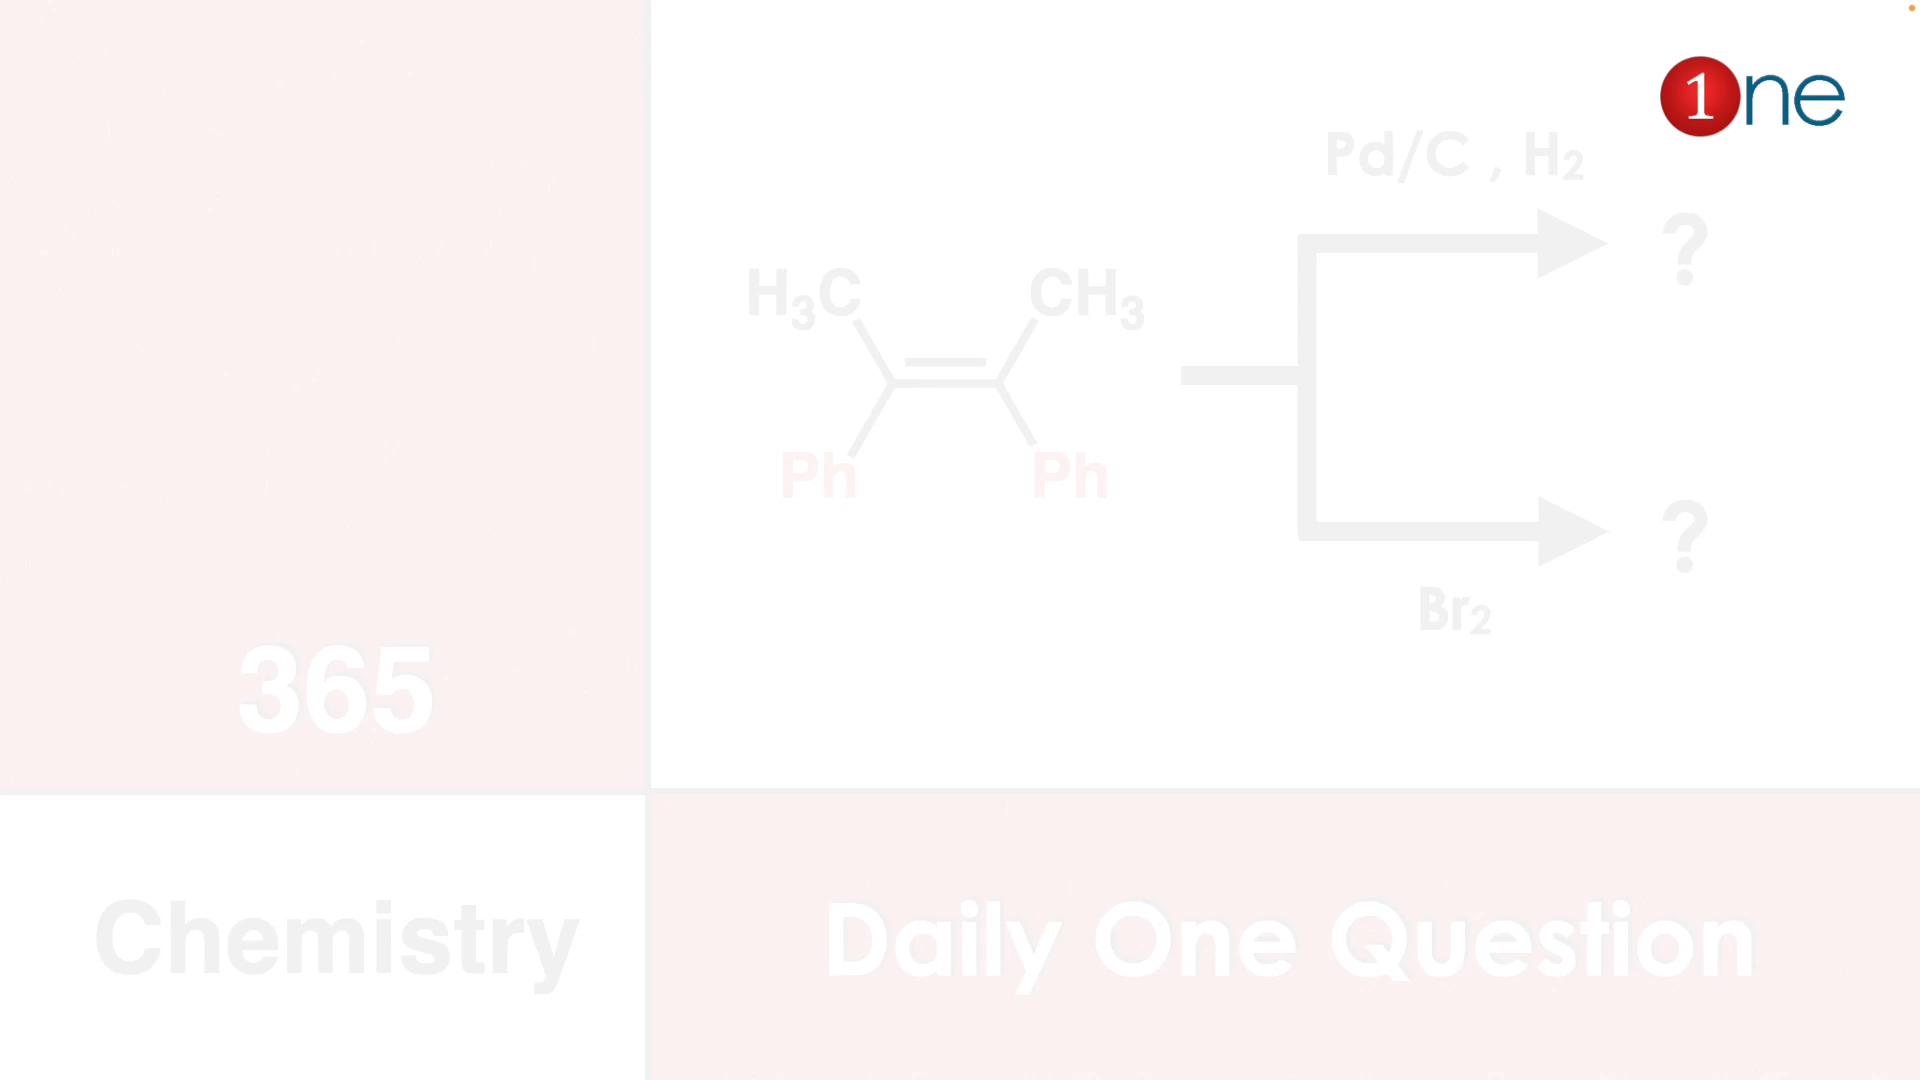 1ne
Pd/C , H₂
?
H₃C CH₃
Ph Ph
?
Br₂
365
Chemistry
Daily One Question